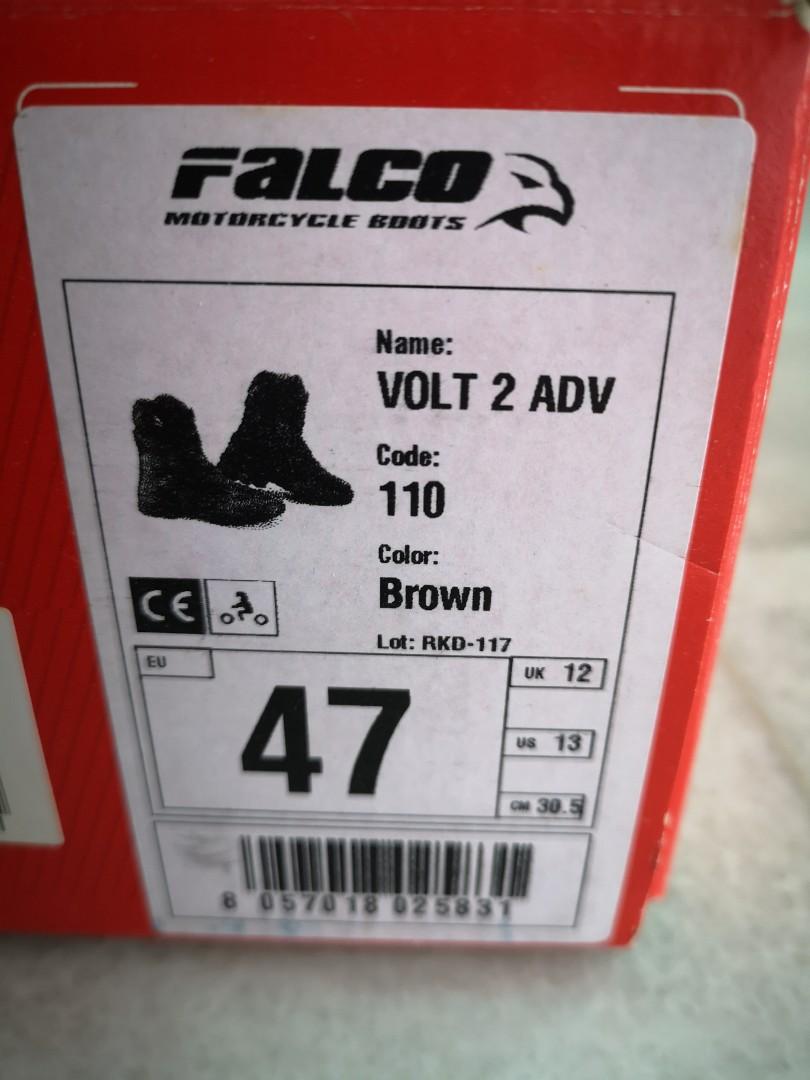 FALCO
MOTORCYCLE BOOTS
Name:
VOLT 2 ADV
Code:
110
Color:
Brown
Lot: RKD-117
CE
EU
47
UK 12
US 13
CM 30.5
8 057018 025831